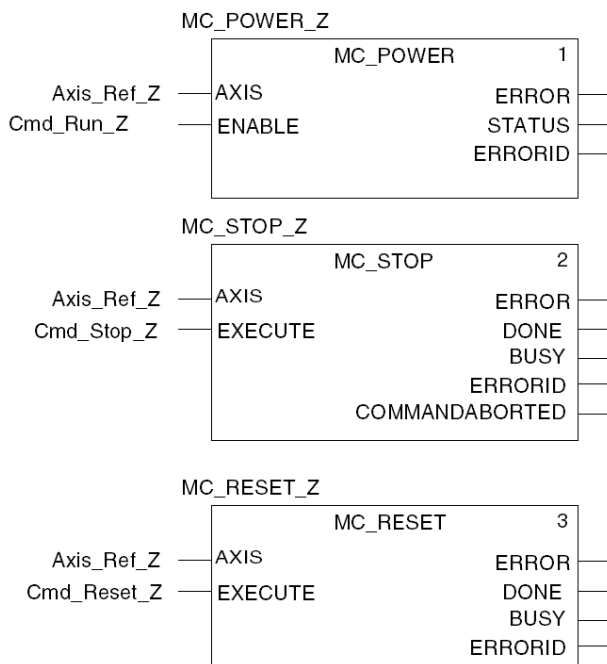 MC_POWER_Z
MC_POWER 1
Axis_Ref_Z AXIS ERROR
Cmd_Run_Z ENABLE STATUS
ERRORID
MC_STOP_Z
MC_STOP 2
Axis_Ref_Z AXIS ERROR
Cmd_Stop_Z EXECUTE DONE
BUSY
ERRORID
COMMANDABORTED
MC_RESET_Z
MC_RESET 3
Axis_Ref_Z AXIS ERROR
Cmd_Reset_Z EXECUTE DONE
BUSY
ERRORID